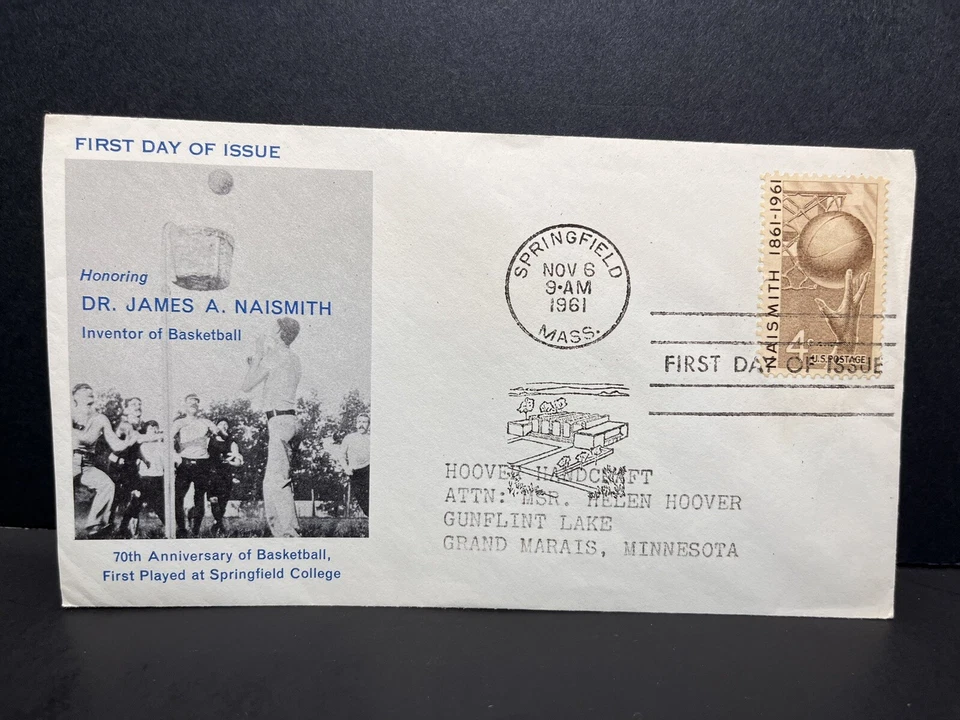 FIRST DAY OF ISSUE
Honoring
DR. JAMES A. NAISMITH
Inventor of Basketball
70th Anniversary of Basketball,
First Played at Springfield College
SPRINGFIELD
NOV 6
9-AM
1961
MASS.
NAISMITH 1861-1961
4¢
U.S. POSTAGE
FIRST DAY OF ISSUE
HOOVER HANDCRAFT
ATTN: MSR. HELEN HOOVER
GUNFLINT LAKE
GRAND MARAIS, MINNESOTA